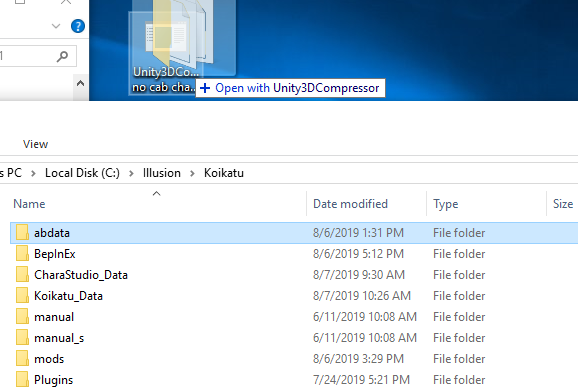 1
Unity3DCo...
no cab cha...
+ Open with Unity3DCompressor
View
s PC > Local Disk (C:) > Illusion > Koikatu
Name Date modified Type Size
abdata 8/6/2019 1:31 PM File folder
BepInEx 8/6/2019 5:12 PM File folder
CharaStudio_Data 8/7/2019 9:30 AM File folder
Koikatu_Data 8/7/2019 10:26 AM File folder
manual 6/11/2019 10:08 AM File folder
manual_s 6/11/2019 10:08 AM File folder
mods 8/6/2019 3:29 PM File folder
Plugins 7/24/2019 5:21 PM File folder